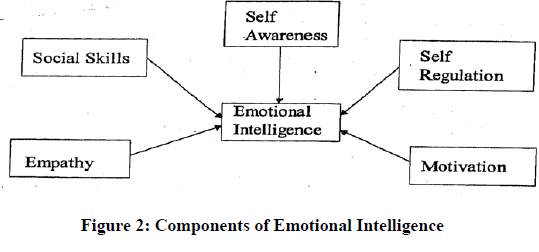 Self
Awareness
Social Skills
Self
Regulation
Emotional
Intelligence
Empathy
Motivation
Figure 2: Components of Emotional Intelligence